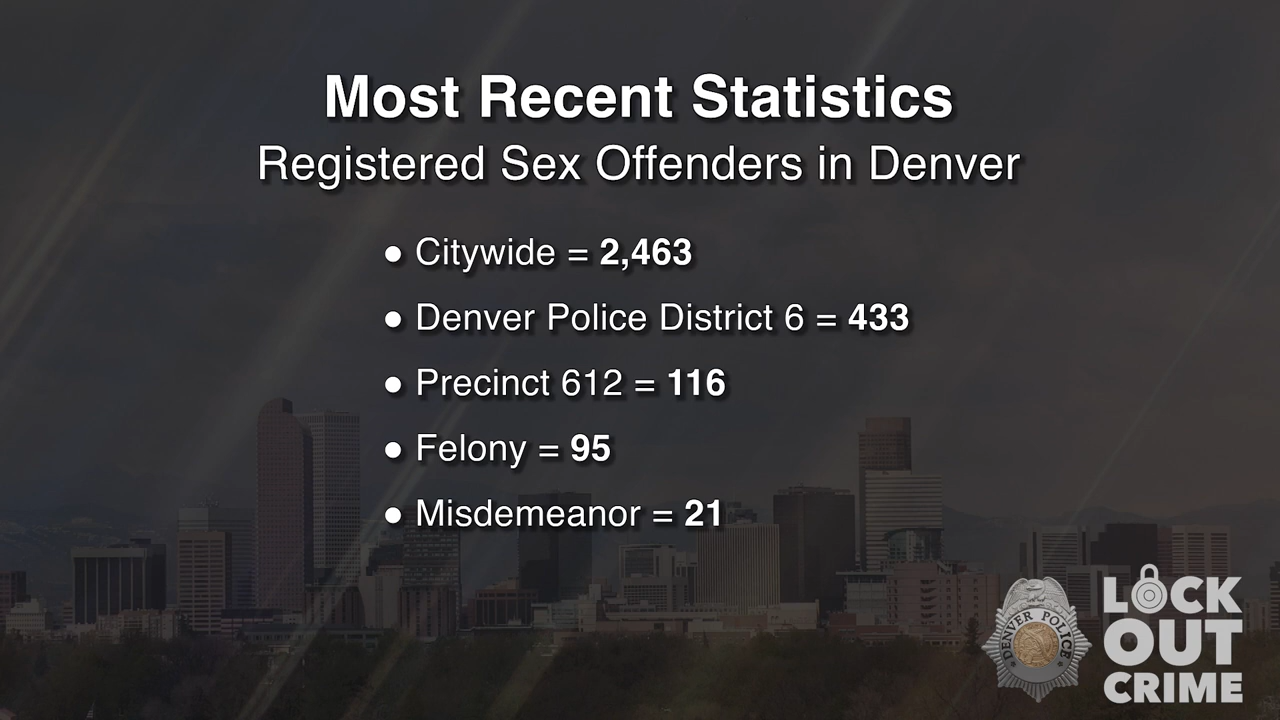 Most Recent Statistics
Registered Sex Offenders in Denver
● Citywide = 2,463
● Denver Police District 6 = 433
● Precinct 612 = 116
● Felony = 95
● Misdemeanor = 21
DENVER POLICE
LOCK
OUT
CRIME